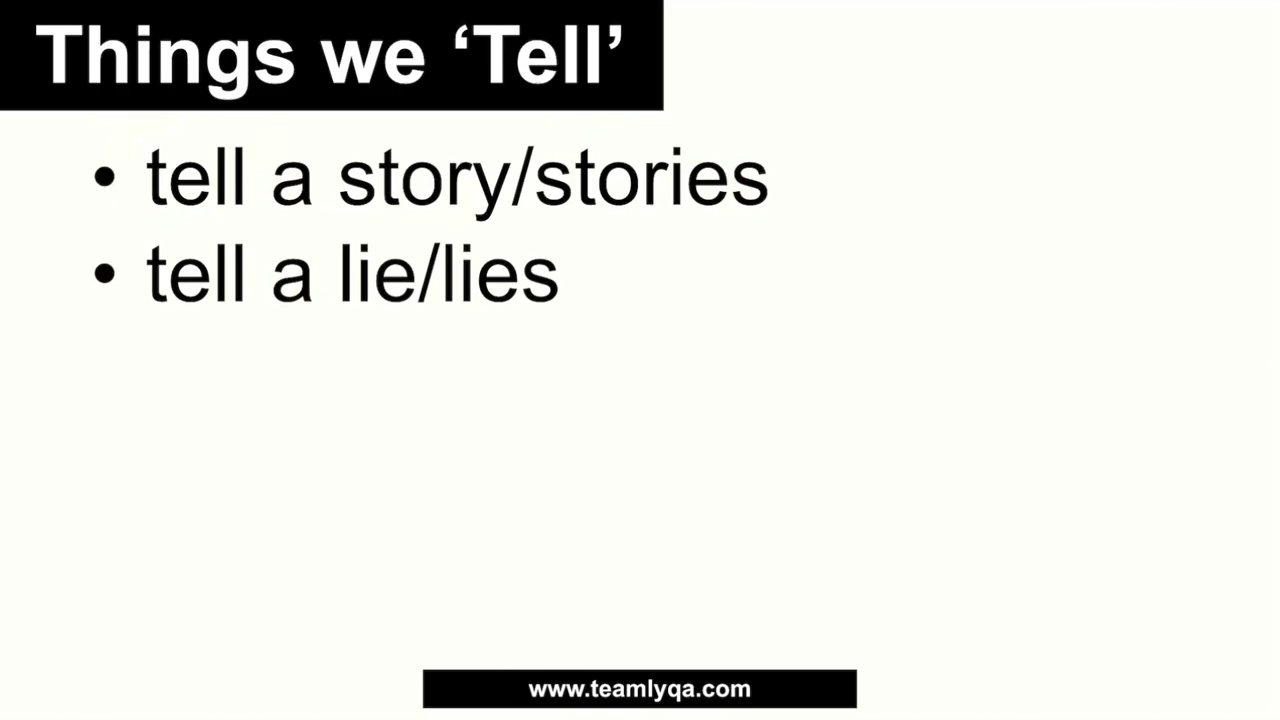 Things we ‘Tell’
• tell a story/stories
• tell a lie/lies
www.teamlyqa.com